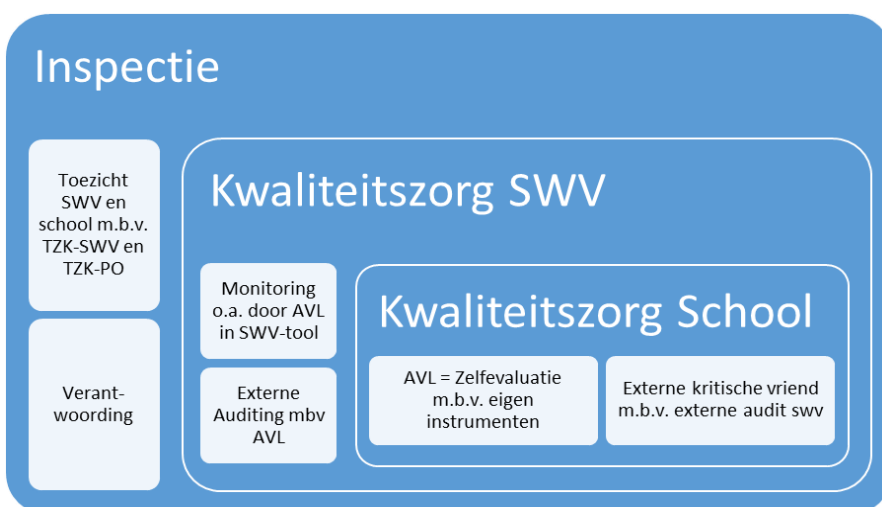 Inspectie
Toezicht
SWV en
school m.b.v.
TZK-SWV en
TZK-PO
Verant-
woording
Kwaliteitszorg SWV
Monitoring
o.a. door AVL
in SWV-tool
Externe
Auditing mbv
AVL
Kwaliteitszorg School
AVL = Zelfevaluatie
m.b.v. eigen
instrumenten
Externe kritische vriend
m.b.v. externe audit swv